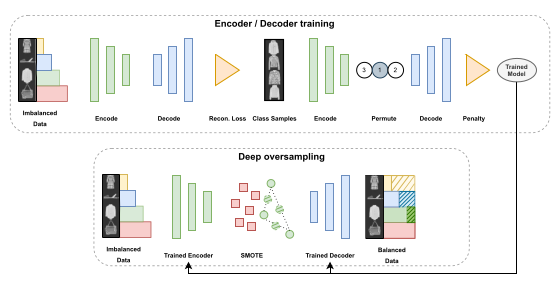 Encoder / Decoder training
3 1 2
Trained
Model
Imbalanced
Data
Encode
Decode
Recon. Loss
Class Samples
Encode
Permute
Decode
Penalty
Deep oversampling
Imbalanced
Data
Trained Encoder
SMOTE
Trained Decoder
Balanced
Data